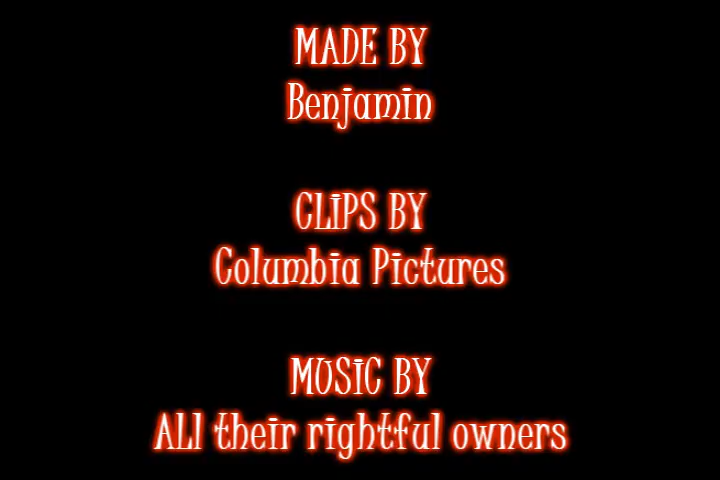 MADE BY
Benjamin
CLiPS BY
Columbia Pictures
MUSiC BY
ALl their rightful owners